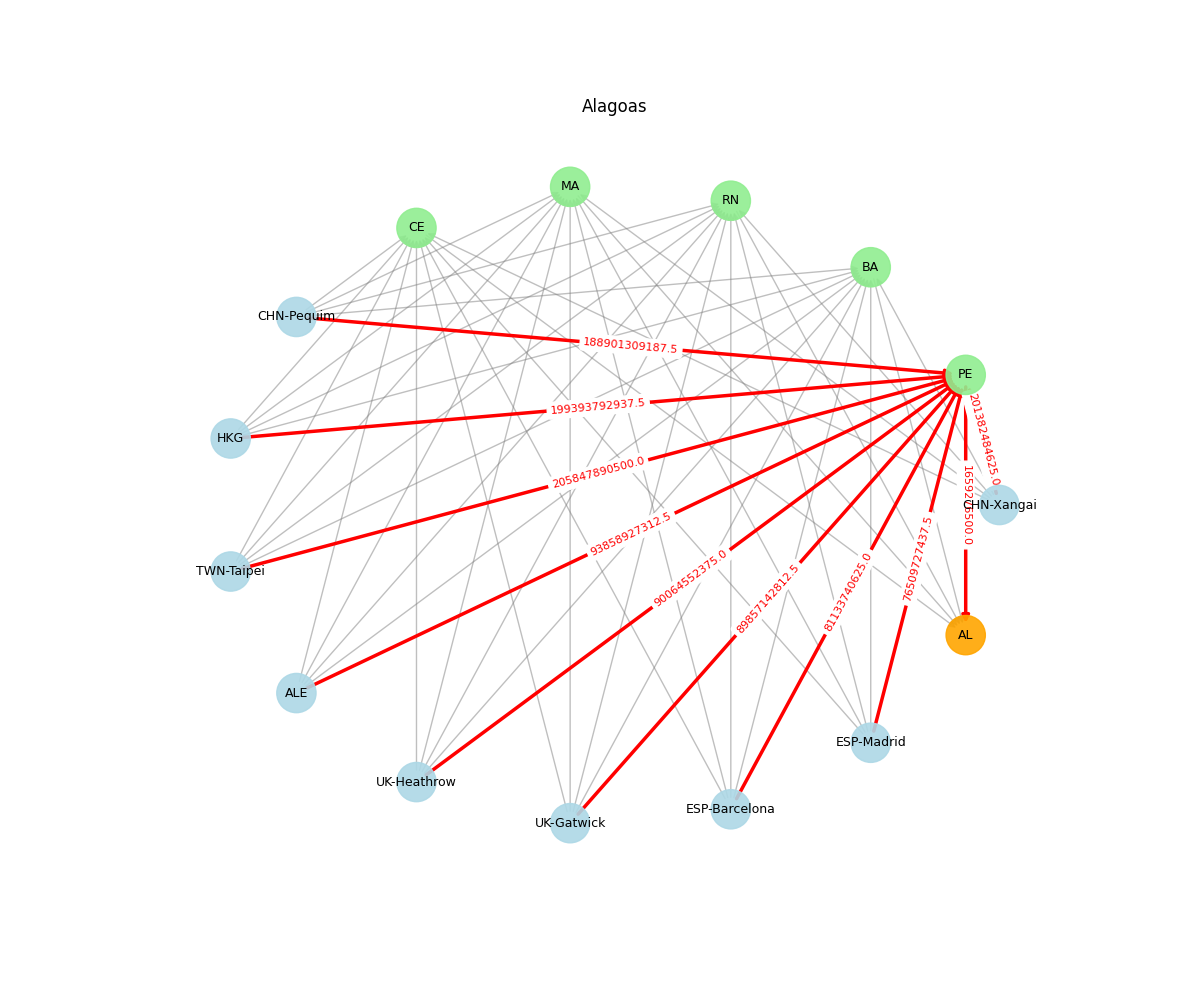 Alagoas
MA
RN
CE
BA
CHN-Pequim
188901309187.5
PE
199393792937.5
HKG
201382484625.0
205847890500.0
CHN-Xangai
93858927312.5
76509727437.5
TWN-Taipei
90064552375.0
89857142812.5
81133740625.0
AL
ALE
ESP-Madrid
UK-Heathrow
ESP-Barcelona
UK-Gatwick